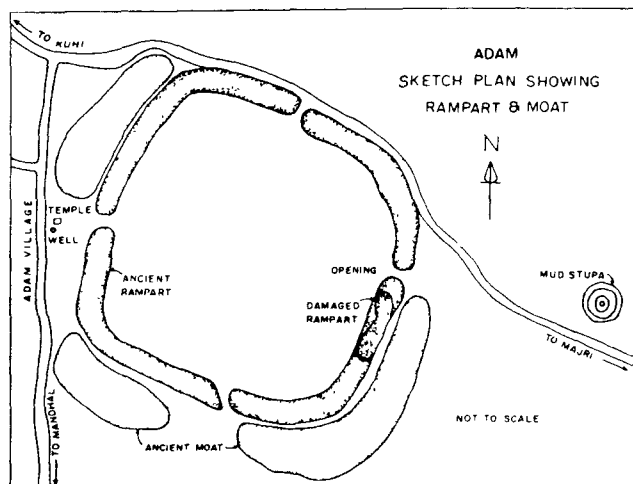 TO KUHI
ADAM
SKETCH PLAN SHOWING
RAMPART & MOAT
N
TEMPLE
WELL
ADAM VILLAGE
ANCIENT
RAMPART
OPENING
DAMAGED
RAMPART
MUD STUPA
TO MAJRI
NOT TO SCALE
ANCIENT MOAT
TO MANDHAL